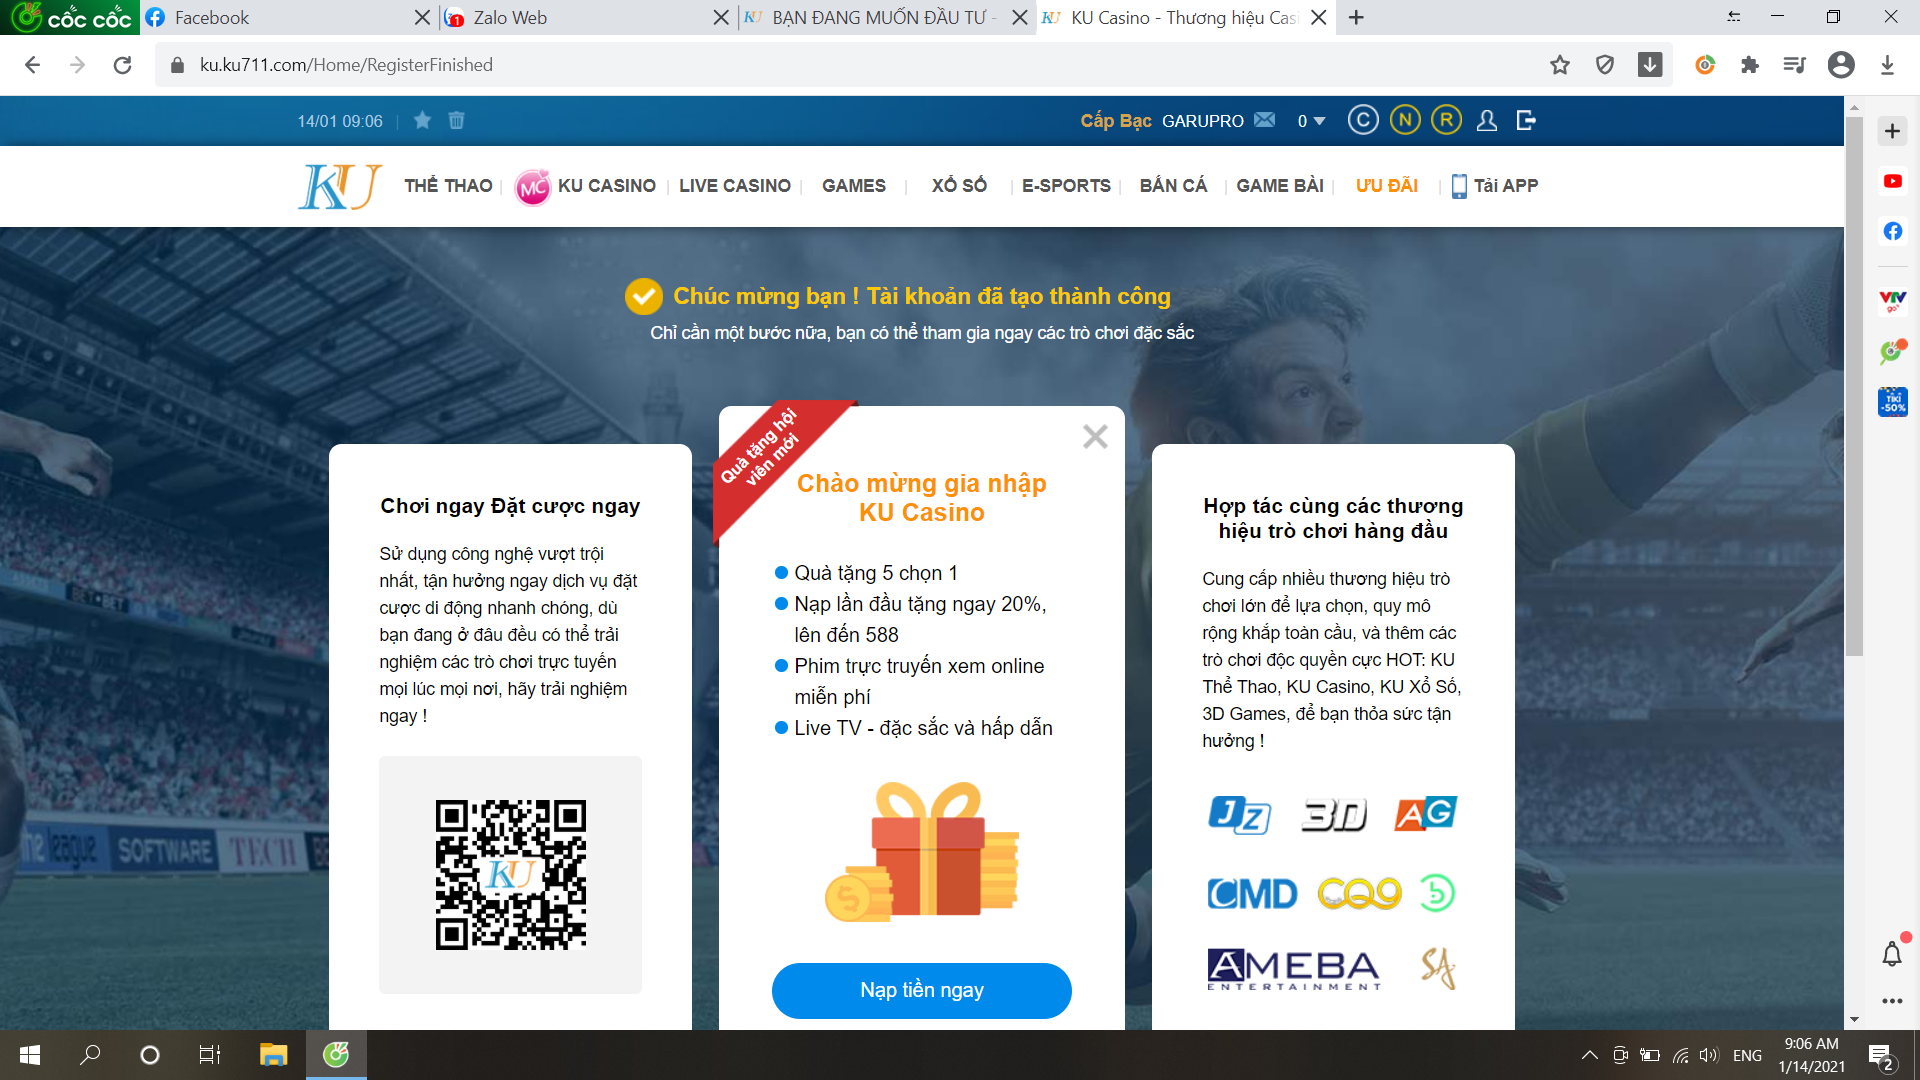 cốc cốc
Facebook
Zalo Web
BẠN ĐANG MUỐN ĐẦU TƯ -
KU Casino - Thương hiệu Casi
ku.ku711.com/Home/RegisterFinished
14/01 09:06
Cấp Bạc GARUPRO 0
C N R
KU
THỂ THAO
MC KU CASINO
LIVE CASINO
GAMES
XỔ SỐ
E-SPORTS
BẮN CÁ
GAME BÀI
ƯU ĐÃI
Tải APP
Chúc mừng bạn ! Tài khoản đã tạo thành công
Chỉ cần một bước nữa, bạn có thể tham gia ngay các trò chơi đặc sắc
Chơi ngay Đặt cược ngay
Sử dụng công nghệ vượt trội
nhất, tận hưởng ngay dịch vụ đặt
cược di động nhanh chóng, dù
bạn đang ở đâu đều có thể trải
nghiệm các trò chơi trực tuyến
mọi lúc mọi nơi, hãy trải nghiệm
ngay !
KU
Quà tặng hội
viên mới
Chào mừng gia nhập
KU Casino
Quà tặng 5 chọn 1
Nạp lần đầu tặng ngay 20%,
lên đến 588
Phim trực truyến xem online
miễn phí
Live TV - đặc sắc và hấp dẫn
Nạp tiền ngay
Hợp tác cùng các thương
hiệu trò chơi hàng đầu
Cung cấp nhiều thương hiệu trò
chơi lớn để lựa chọn, quy mô
rộng khắp toàn cầu, và thêm các
trò chơi độc quyền cực HOT: KU
Thể Thao, KU Casino, KU Xổ Số,
3D Games, để bạn thỏa sức tận
hưởng !
JZ 3D AG
CMD CQ9
AMEBA
ENTERTAINMENT
SA
SOFTWARE
TECH
VTV
go
TIKI
-50%
ENG
9:06 AM
1/14/2021
2